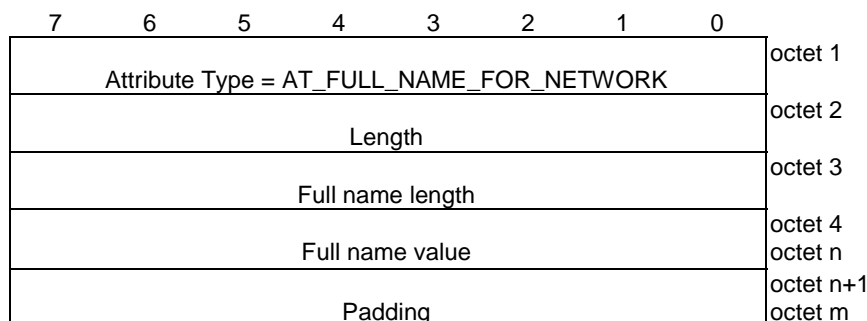 7 6 5 4 3 2 1 0
octet 1
Attribute Type = AT_FULL_NAME_FOR_NETWORK
octet 2
Length
octet 3
Full name length
octet 4
Full name value octet n
octet n+1
Padding octet m